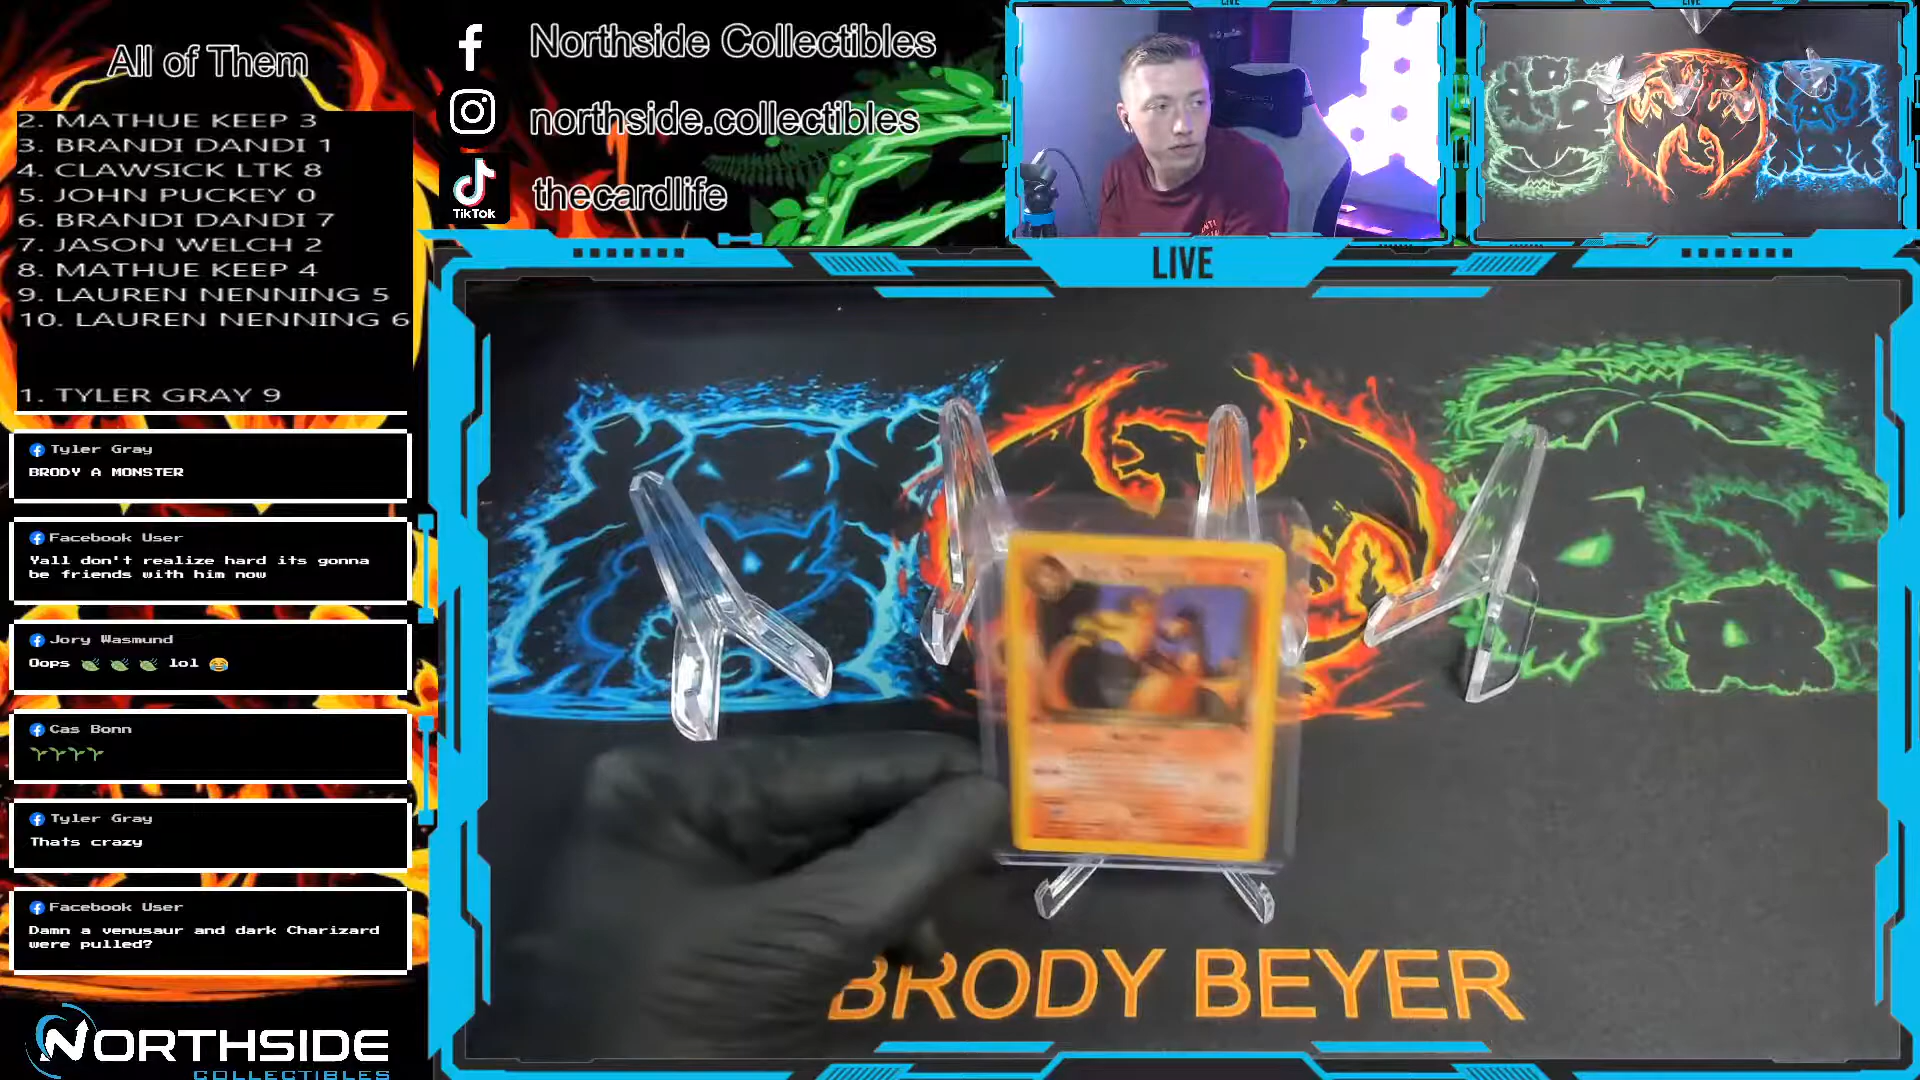 All of Them
2. MATHUE KEEP 3
3. BRANDI DANDI 1
4. CLAWSICK LTK 8
5. JOHN PUCKEY 0
6. BRANDI DANDI 7
7. JASON WELCH 2
8. MATHUE KEEP 4
9. LAUREN NENNING 5
10. LAUREN NENNING 6
1. TYLER GRAY 9
Northside Collectibles
northside.collectibles
TikTok
thecardlife
LIVE
Tyler Gray
BRODY A MONSTER
Facebook User
Yall don't realize hard its gonna
be friends with him now
Jory Wasmund
Oops 🍃 🍃 🍃 lol 😂
Cas Bonn
🌱🌱🌱🌱
Tyler Gray
Thats crazy
Facebook User
Damn a venusaur and dark Charizard
were pulled?
BRODY BEYER
NORTHSIDE
COLLECTIBLES